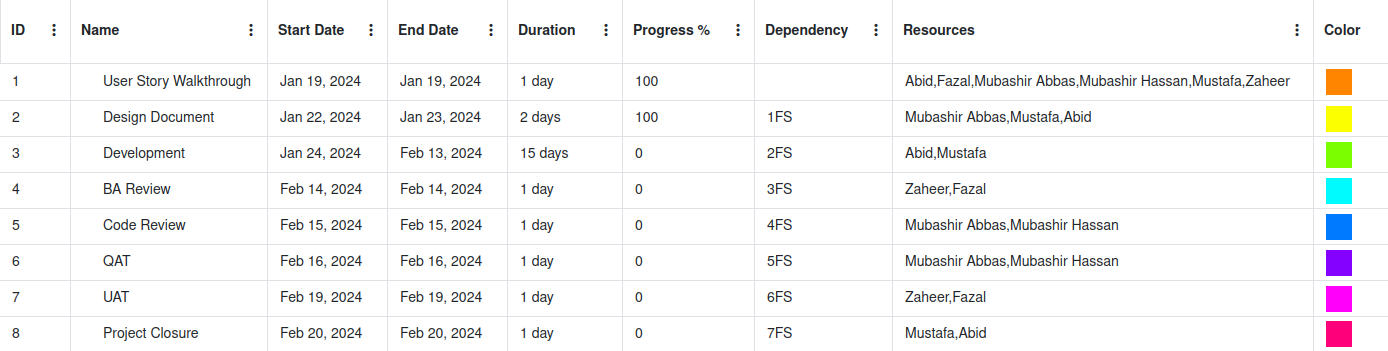 ID Name Start Date End Date Duration Progress % Dependency Resources Color
1 User Story Walkthrough Jan 19, 2024 Jan 19, 2024 1 day 100 Abid,Fazal,Mubashir Abbas,Mubashir Hassan,Mustafa,Zaheer
2 Design Document Jan 22, 2024 Jan 23, 2024 2 days 100 1FS Mubashir Abbas,Mustafa,Abid
3 Development Jan 24, 2024 Feb 13, 2024 15 days 0 2FS Abid,Mustafa
4 BA Review Feb 14, 2024 Feb 14, 2024 1 day 0 3FS Zaheer,Fazal
5 Code Review Feb 15, 2024 Feb 15, 2024 1 day 0 4FS Mubashir Abbas,Mubashir Hassan
6 QAT Feb 16, 2024 Feb 16, 2024 1 day 0 5FS Mubashir Abbas,Mubashir Hassan
7 UAT Feb 19, 2024 Feb 19, 2024 1 day 0 6FS Zaheer,Fazal
8 Project Closure Feb 20, 2024 Feb 20, 2024 1 day 0 7FS Mustafa,Abid